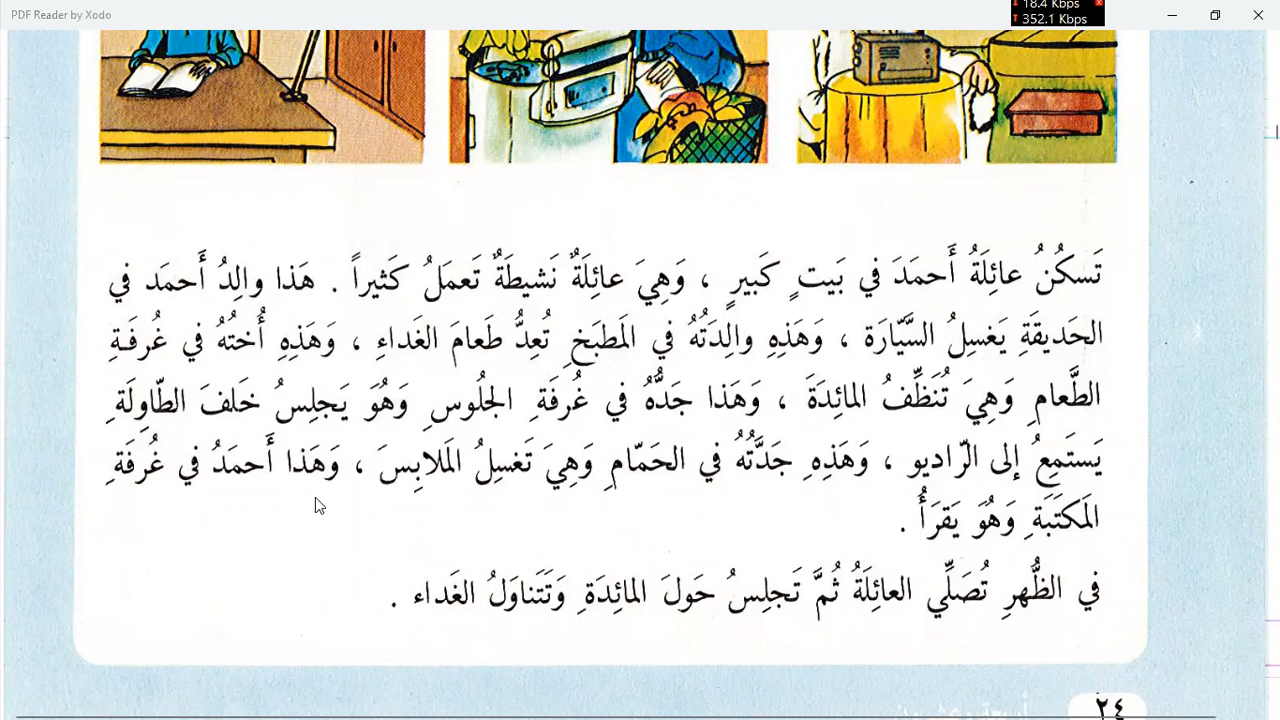 PDF Reader by Xodo
18.4 Kbps
352.1 Kbps
تَسكُنُ عائِلَةُ أَحمَدَ في بَيتٍ كَبيرٍ ، وَهِيَ عائِلَةٌ نَشيطَةٌ تَعمَلُ كَثيراً . هَذا والِدُ أَحمَد في
الحَديقَةِ يَغسِلُ السَّيّارَة ، وَهَذِهِ والِدَتُهُ في المَطبَخِ تُعِدُّ طَعامَ الغَداءِ ، وَهَذِهِ أُختُهُ في غُرفَةِ
الطَّعامِ وَهِيَ تُنَظِّفُ المائِدَةَ ، وَهَذا جَدُّهُ في غُرفَةِ الجُلُوسِ وَهُوَ يَجلِسُ خَلفَ الطّاوِلَةِ
يَستَمِعُ إلى الرّاديو ، وَهَذِهِ جَدَّتُهُ في الحَمّامِ وَهِيَ تَغسِلُ المَلابِسَ ، وَهَذا أَحمَدُ في غُرفَةِ
المَكتَبَةِ وَهُوَ يَقرَأُ .
في الظُّهرِ تُصَلِّي العائِلَةُ ثُمَّ تَجلِسُ حَولَ المائِدَةِ وَتَتَناوَلُ الغَداء .
٢٤